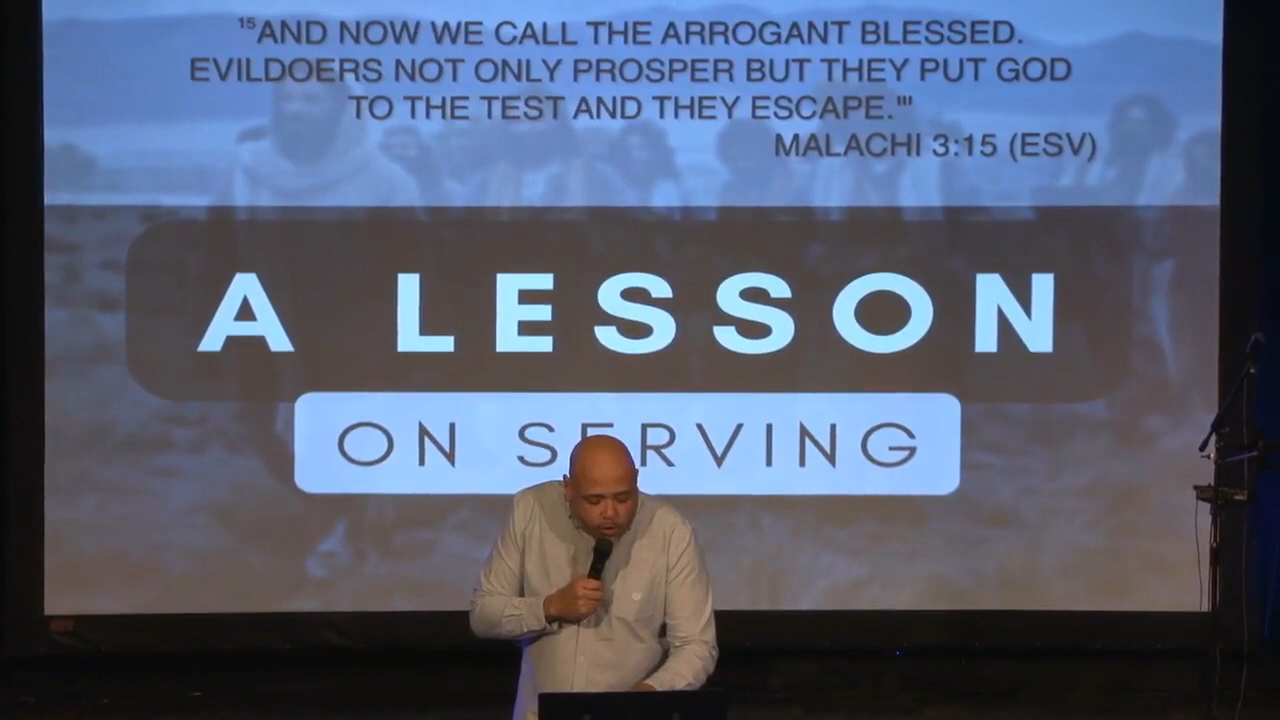 15AND NOW WE CALL THE ARROGANT BLESSED.
EVILDOERS NOT ONLY PROSPER BUT THEY PUT GOD
TO THE TEST AND THEY ESCAPE.'"
MALACHI 3:15 (ESV)
A LESSON
ON SERVING